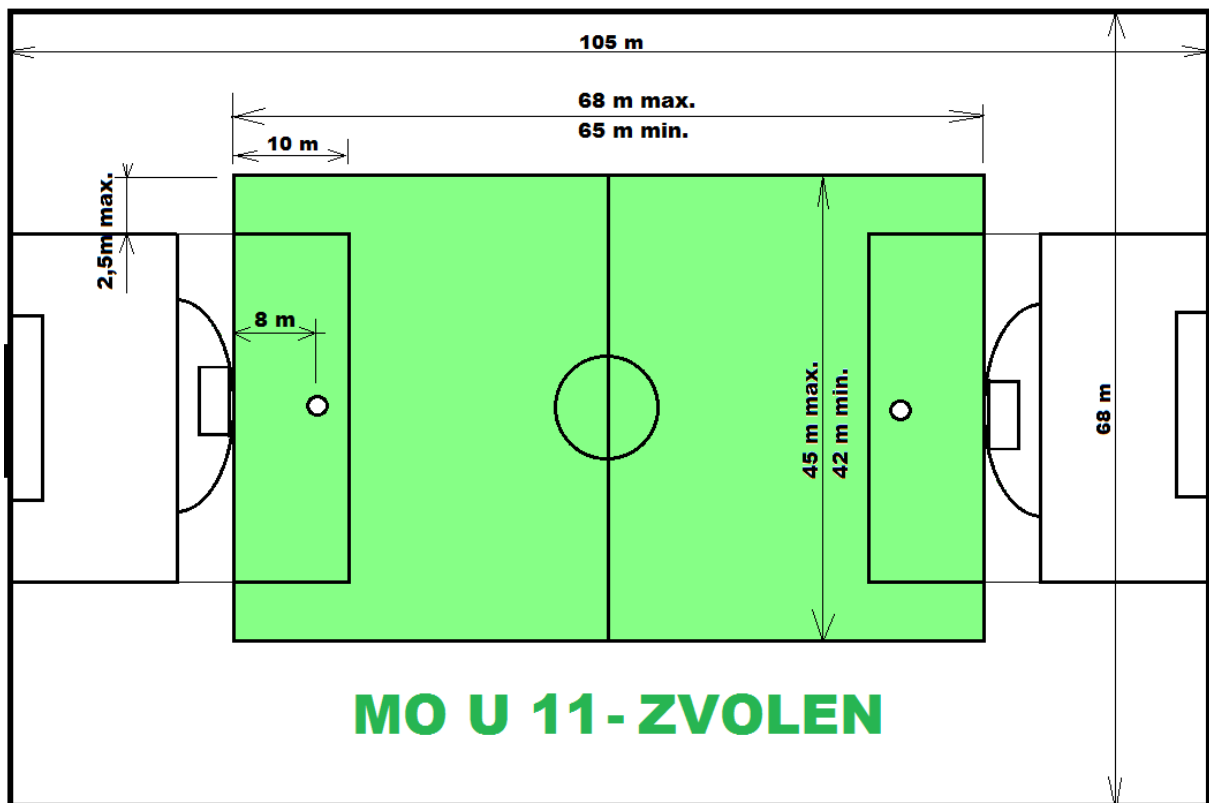 105 m
68 m max.
65 m min.
10 m
2,5m max.
8 m
45 m max.
42 m min.
68 m
MO U 11- ZVOLEN